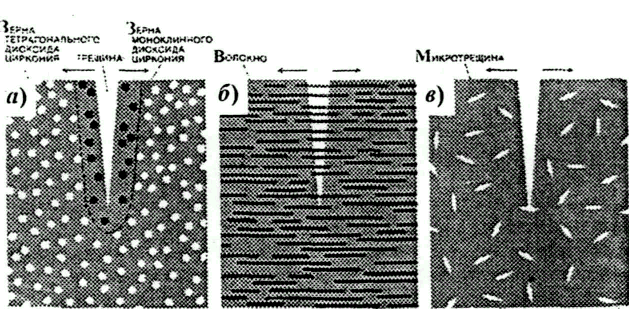 Зерна
тетрагонального
диоксида
циркония
трещина
Зерна
моноклинного
диоксида
циркония
Волокно
Микротрещина
а)
б)
в)